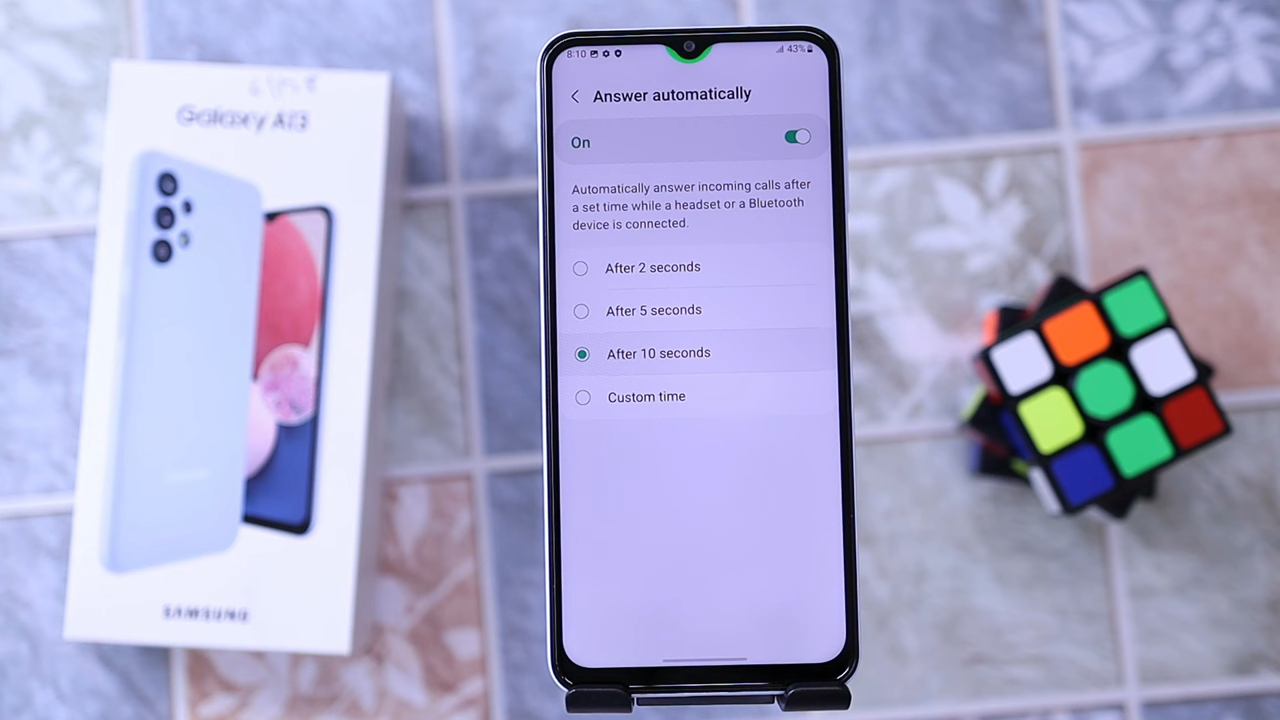 Galaxy A13
SAMSUNG
8:10
43%
Answer automatically
On
Automatically answer incoming calls after
a set time while a headset or a Bluetooth
device is connected.
After 2 seconds
After 5 seconds
After 10 seconds
Custom time